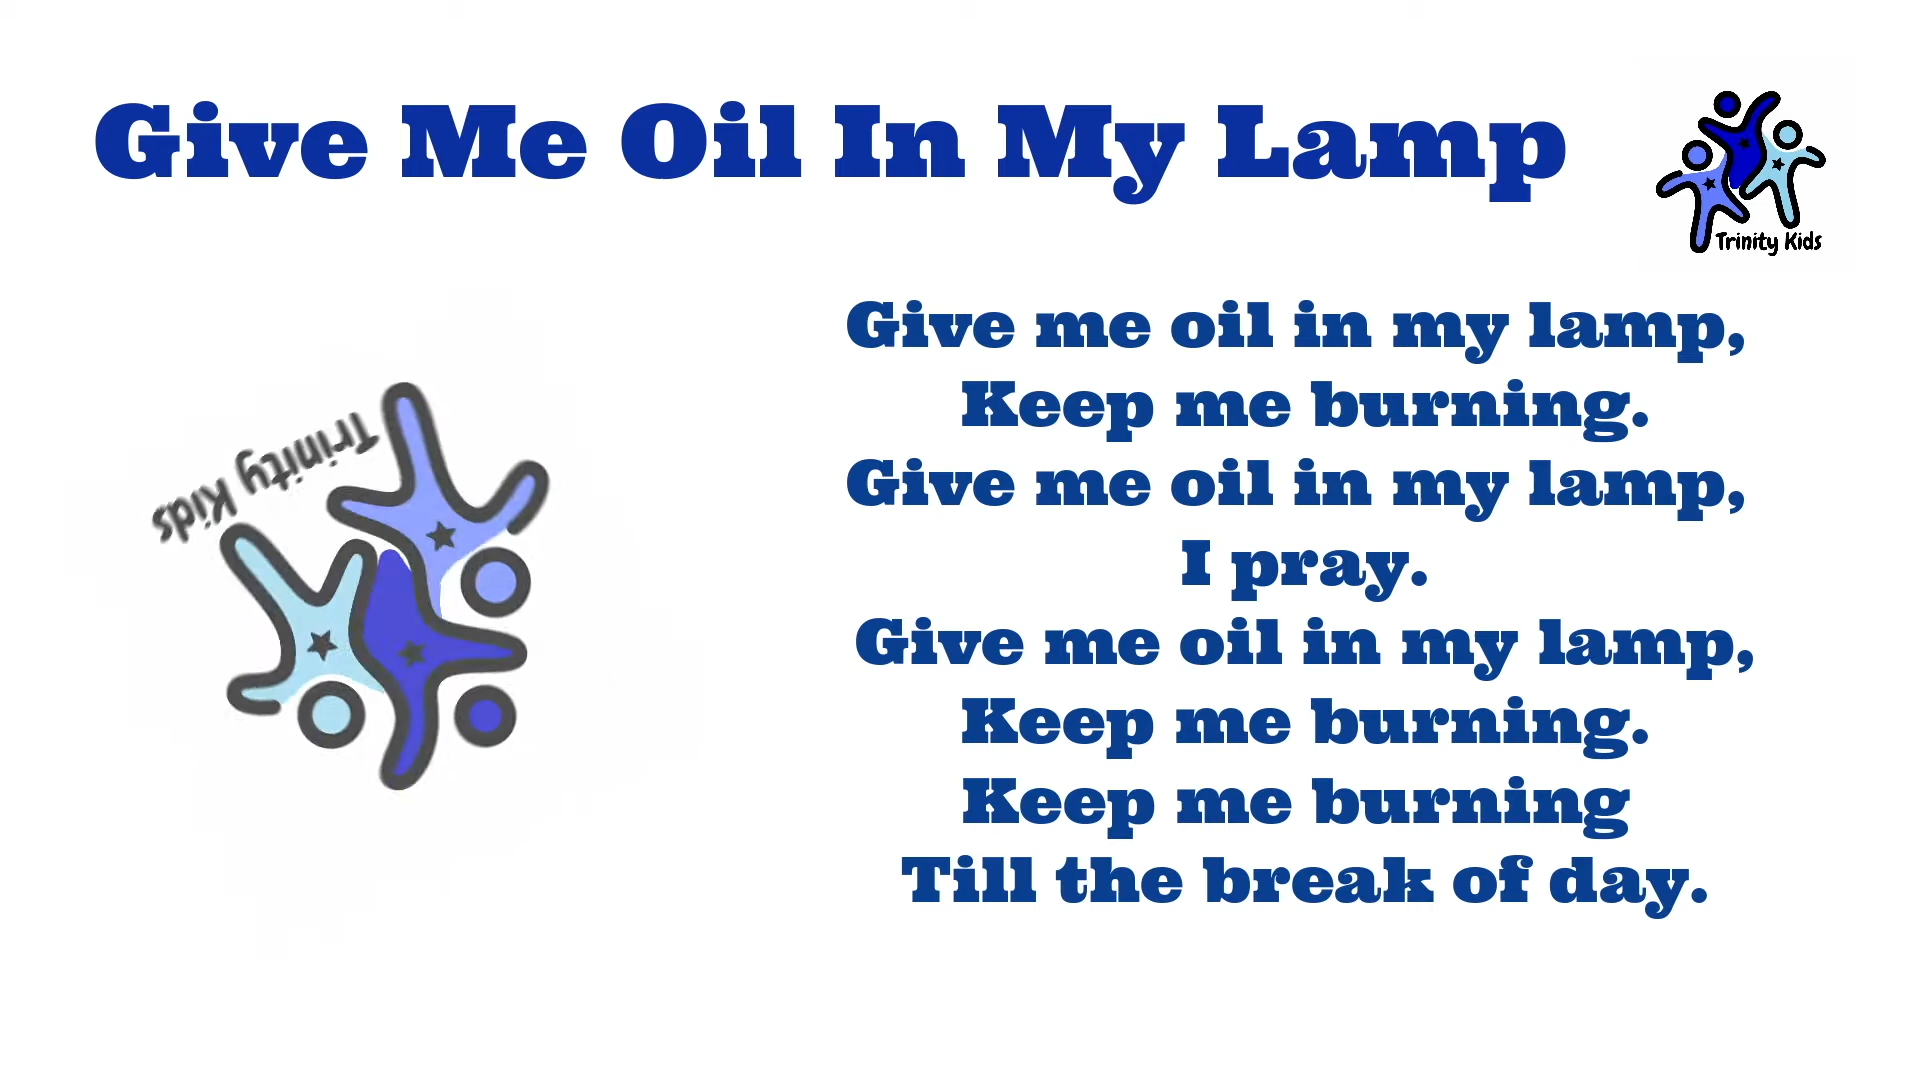 Give Me Oil In My Lamp
Trinity Kids
Trinity Kids
Give me oil in my lamp,
Keep me burning.
Give me oil in my lamp,
I pray.
Give me oil in my lamp,
Keep me burning.
Keep me burning
Till the break of day.